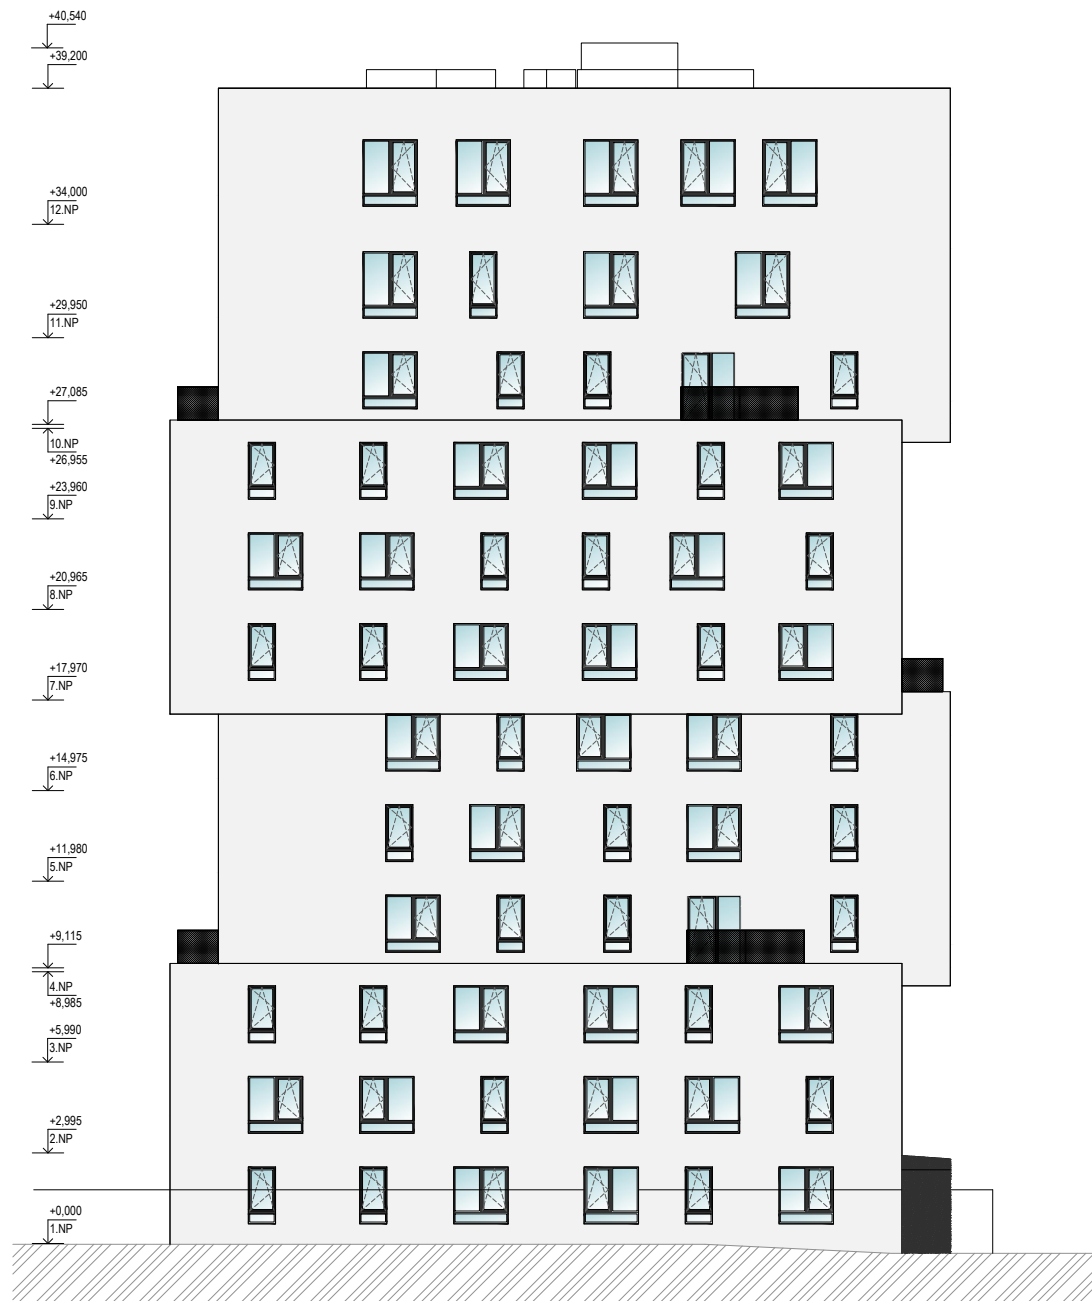 +40,540
+39,200
+34,000
12.NP
+29,950
11.NP
+27,085
10.NP
+26,955
+23,960
9.NP
+20,965
8.NP
+17,970
7.NP
+14,975
6.NP
+11,980
5.NP
+9,115
4.NP
+8,985
+5,990
3.NP
+2,995
2.NP
+0,000
1.NP